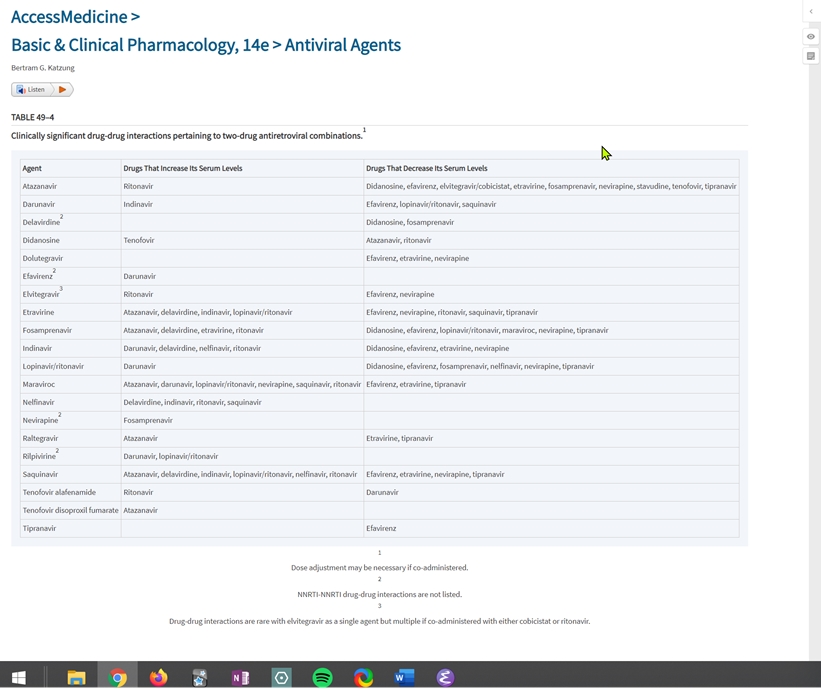 AccessMedicine >
Basic & Clinical Pharmacology, 14e > Antiviral Agents
Bertram G. Katzung
Listen
TABLE 49–4
Clinically significant drug-drug interactions pertaining to two-drug antiretroviral combinations.1
Agent Drugs That Increase Its Serum Levels Drugs That Decrease Its Serum Levels
Atazanavir Ritonavir Didanosine, efavirenz, elvitegravir/cobicistat, etravirine, fosamprenavir, nevirapine, stavudine, tenofovir, tipranavir
Darunavir Indinavir Efavirenz, lopinavir/ritonavir, saquinavir
Delavirdine2 Didanosine, fosamprenavir
Didanosine Tenofovir Atazanavir, ritonavir
Dolutegravir Efavirenz, etravirine, nevirapine
Efavirenz2 Darunavir
Elvitegravir3 Ritonavir Efavirenz, nevirapine
Etravirine Atazanavir, delavirdine, indinavir, lopinavir/ritonavir Efavirenz, nevirapine, ritonavir, saquinavir, tipranavir
Fosamprenavir Atazanavir, delavirdine, etravirine, ritonavir Didanosine, efavirenz, lopinavir/ritonavir, maraviroc, nevirapine, tipranavir
Indinavir Darunavir, delavirdine, nelfinavir, ritonavir Didanosine, efavirenz, etravirine, nevirapine
Lopinavir/ritonavir Darunavir Didanosine, efavirenz, fosamprenavir, nelfinavir, nevirapine, tipranavir
Maraviroc Atazanavir, darunavir, lopinavir/ritonavir, nevirapine, saquinavir, ritonavir Efavirenz, etravirine, tipranavir
Nelfinavir Delavirdine, indinavir, ritonavir, saquinavir
Nevirapine2 Fosamprenavir
Raltegravir Atazanavir Etravirine, tipranavir
Rilpivirine2 Darunavir, lopinavir/ritonavir
Saquinavir Atazanavir, delavirdine, indinavir, lopinavir/ritonavir, nelfinavir, ritonavir Efavirenz, etravirine, nevirapine, tipranavir
Tenofovir alafenamide Ritonavir Darunavir
Tenofovir disoproxil fumarate Atazanavir
Tipranavir Efavirenz
1
Dose adjustment may be necessary if co-administered.
2
NNRTI-NNRTI drug-drug interactions are not listed.
3
Drug-drug interactions are rare with elvitegravir as a single agent but multiple if co-administered with either cobicistat or ritonavir.